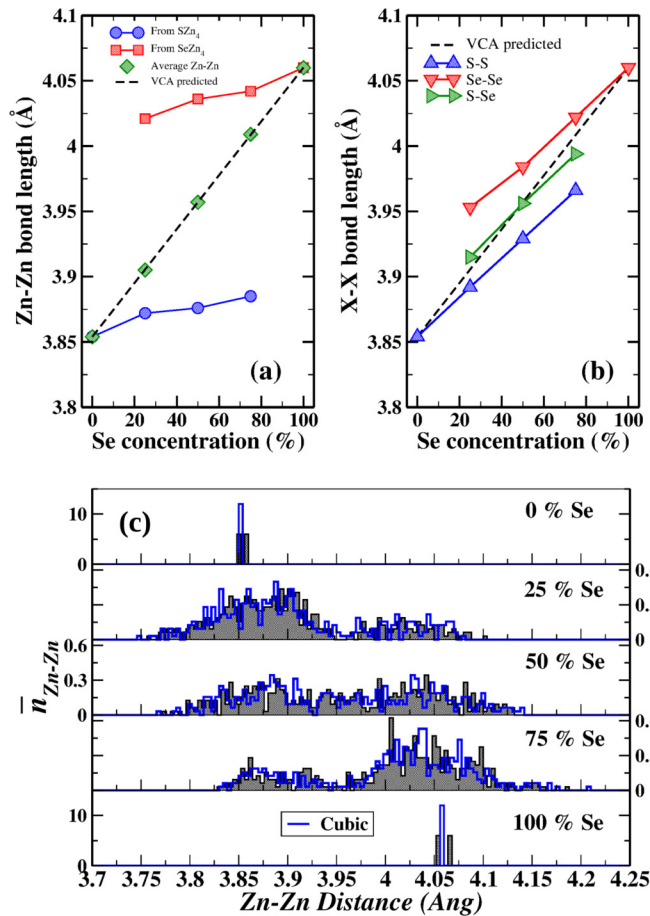 From SZn4
From SeZn4
Average Zn-Zn
VCA predicted
4.1
4.05
4
3.95
3.9
3.85
3.8
Zn-Zn bond length (Å)
(a)
0 20 40 60 80 100
Se concentration (%)
VCA predicted
S-S
Se-Se
S-Se
4.1
4.05
4
3.95
3.9
3.85
3.8
X-X bond length (Å)
(b)
0 20 40 60 80 100
Se concentration (%)
(c)
10
0
0 % Se
0.
0.
0
25 % Se
0.6
0.3
0
50 % Se
0.
0.
0
75 % Se
10
0
Cubic
100 % Se
n Zn-Zn
3.7 3.75 3.8 3.85 3.9 3.95 4 4.05 4.1 4.15 4.2 4.25
Zn-Zn Distance (Ang)